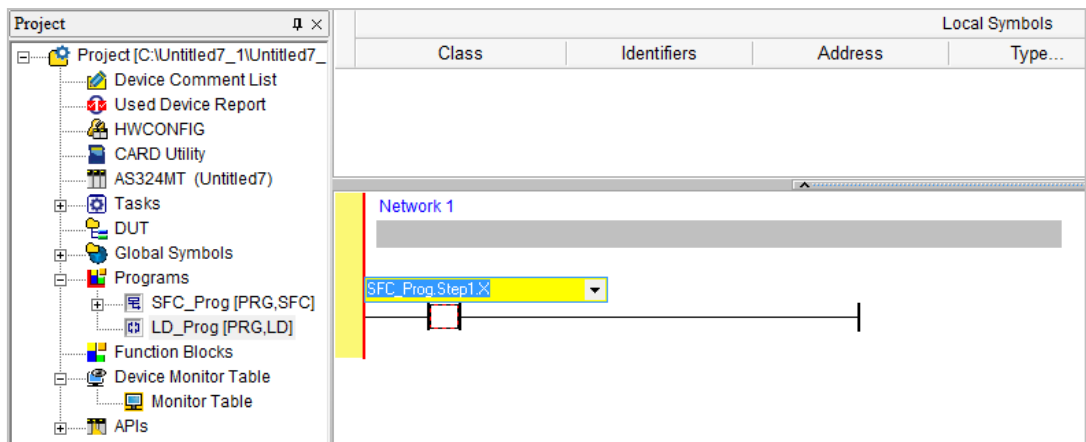 Project
Project [C:\Untitled7_1\Untitled7_
Device Comment List
Used Device Report
HWCONFIG
CARD Utility
AS324MT (Untitled7)
Tasks
DUT
Global Symbols
Programs
SFC_Prog [PRG,SFC]
LD_Prog [PRG,LD]
Function Blocks
Device Monitor Table
Monitor Table
APIs
Local Symbols
Class Identifiers Address Type...
Network 1
SFC_Prog.Step1.X